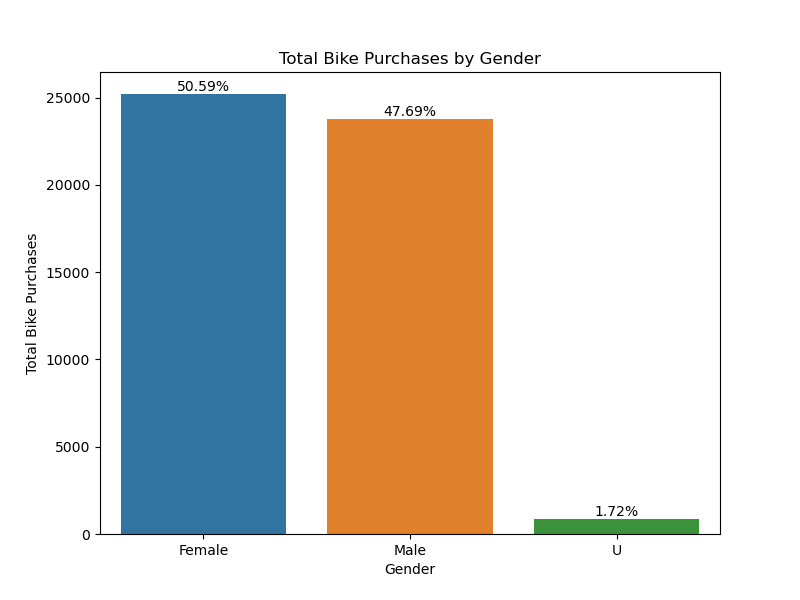 Total Bike Purchases by Gender
50.59%
47.69%
1.72%
25000
20000
15000
10000
5000
0
Total Bike Purchases
Female Male U
Gender